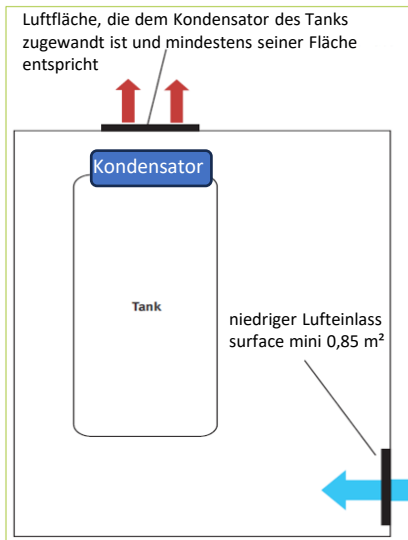 Luftfläche, die dem Kondensator des Tanks
zugewandt ist und mindestens seiner Fläche
entspricht
Kondensator
Tank
niedriger Lufteinlass
surface mini 0,85 m²